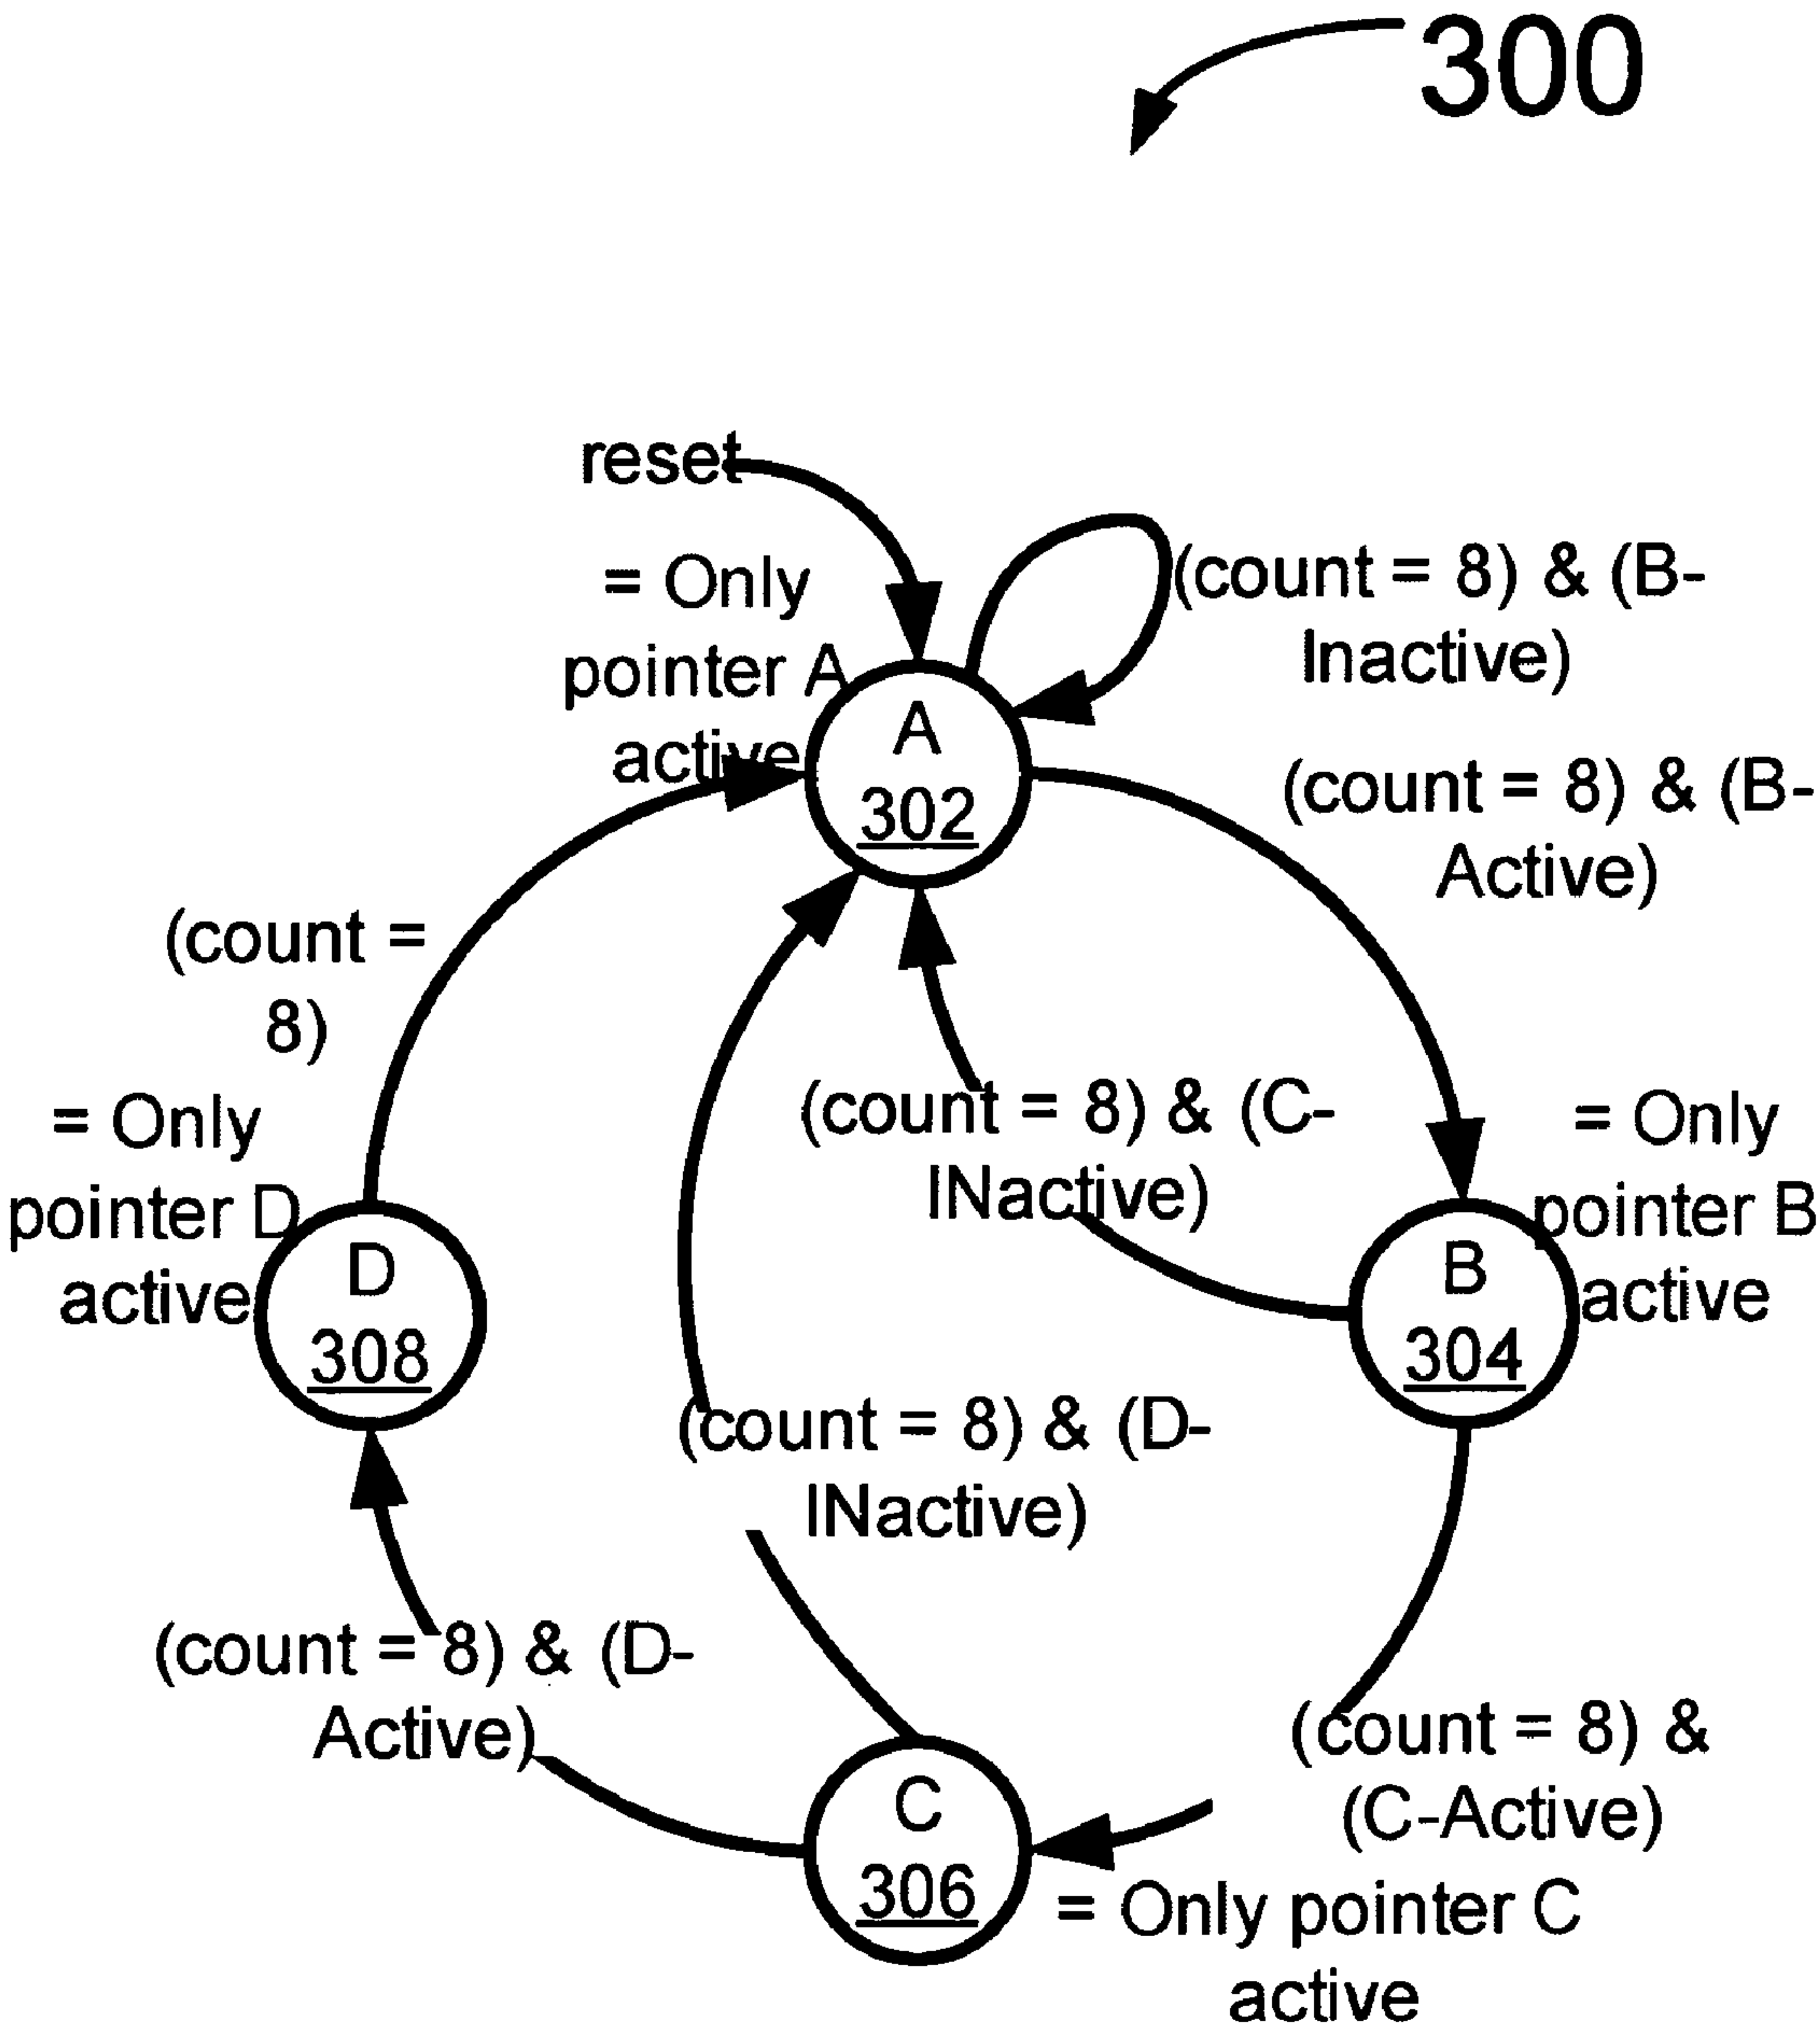 300
reset
= Only
pointer A
active
(count = 8) & (B-
Inactive)
A
302
(count = 8) & (B-
Active)
(count =
8)
= Only
pointer D
active
(count = 8) & (C-
INactive)
= Only
pointer B
active
D
308
B
304
(count = 8) & (D-
INactive)
(count = 8) & (D-
Active)
(count = 8) &
(C-Active)
C
306
= Only pointer C
active